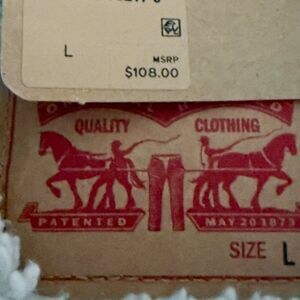 L
MSRP
$108.00
QUALITY CLOTHING
PATENTED MAY 20 1873
SIZE L